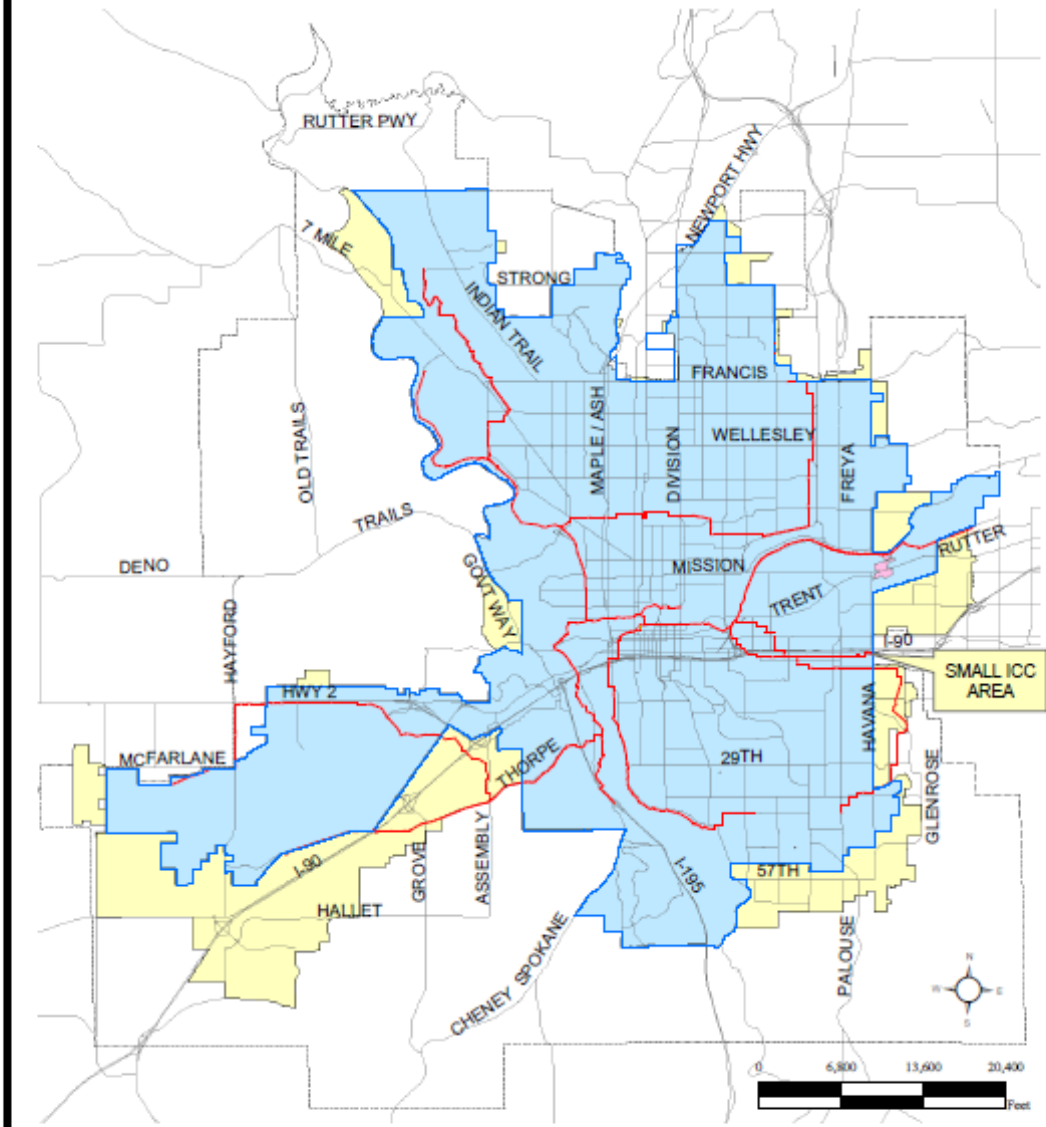 RUTTER PWY
NEWPORT HWY
7 MILE
STRONG
INDIAN TRAIL
FRANCIS
MAPLE / ASH
DIVISION
WELLESLEY
FREYA
OLD TRAILS
TRAILS
DENO
GOVT WAY
MISSION
RUTTER
TRENT
HAYFORD
I-90
SMALL ICC
AREA
HWY 2
HAVANA
MCFARLANE
THORPE
29TH
GLENROSE
I-90
GROVE
ASSEMBLY
I-195
57TH
HALLET
CHENEY SPOKANE
PALOUSE
N
W
E
S
0 6,800 13,600 20,400
Feet